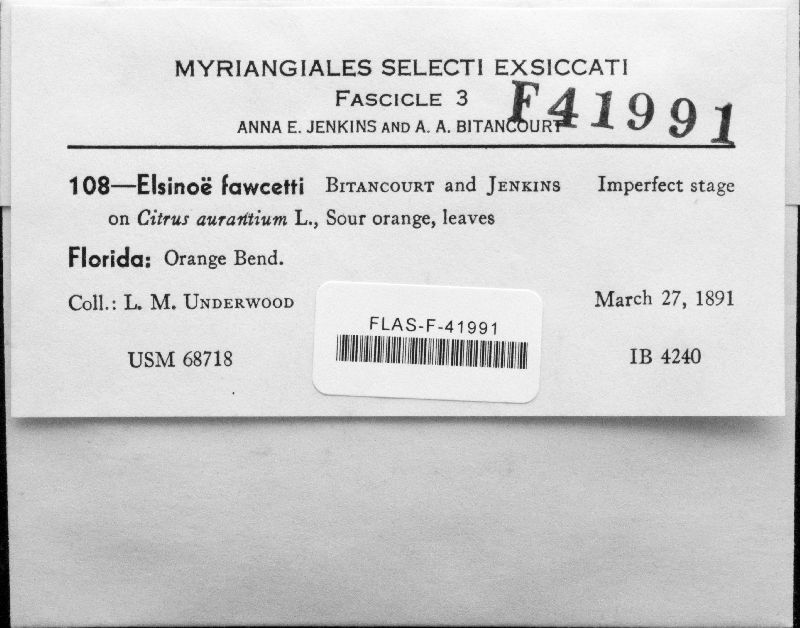 MYRIANGIALES SELECTI EXSICCATI
FASCICLE 3
F41991
ANNA E. JENKINS AND A. A. BITANCOURT
108—Elsinoë fawcetti BITANCOURT and JENKINS Imperfect stage
on Citrus aurantium L., Sour orange, leaves
Florida: Orange Bend.
Coll.: L. M. UNDERWOOD March 27, 1891
FLAS-F-41991
USM 68718 IB 4240